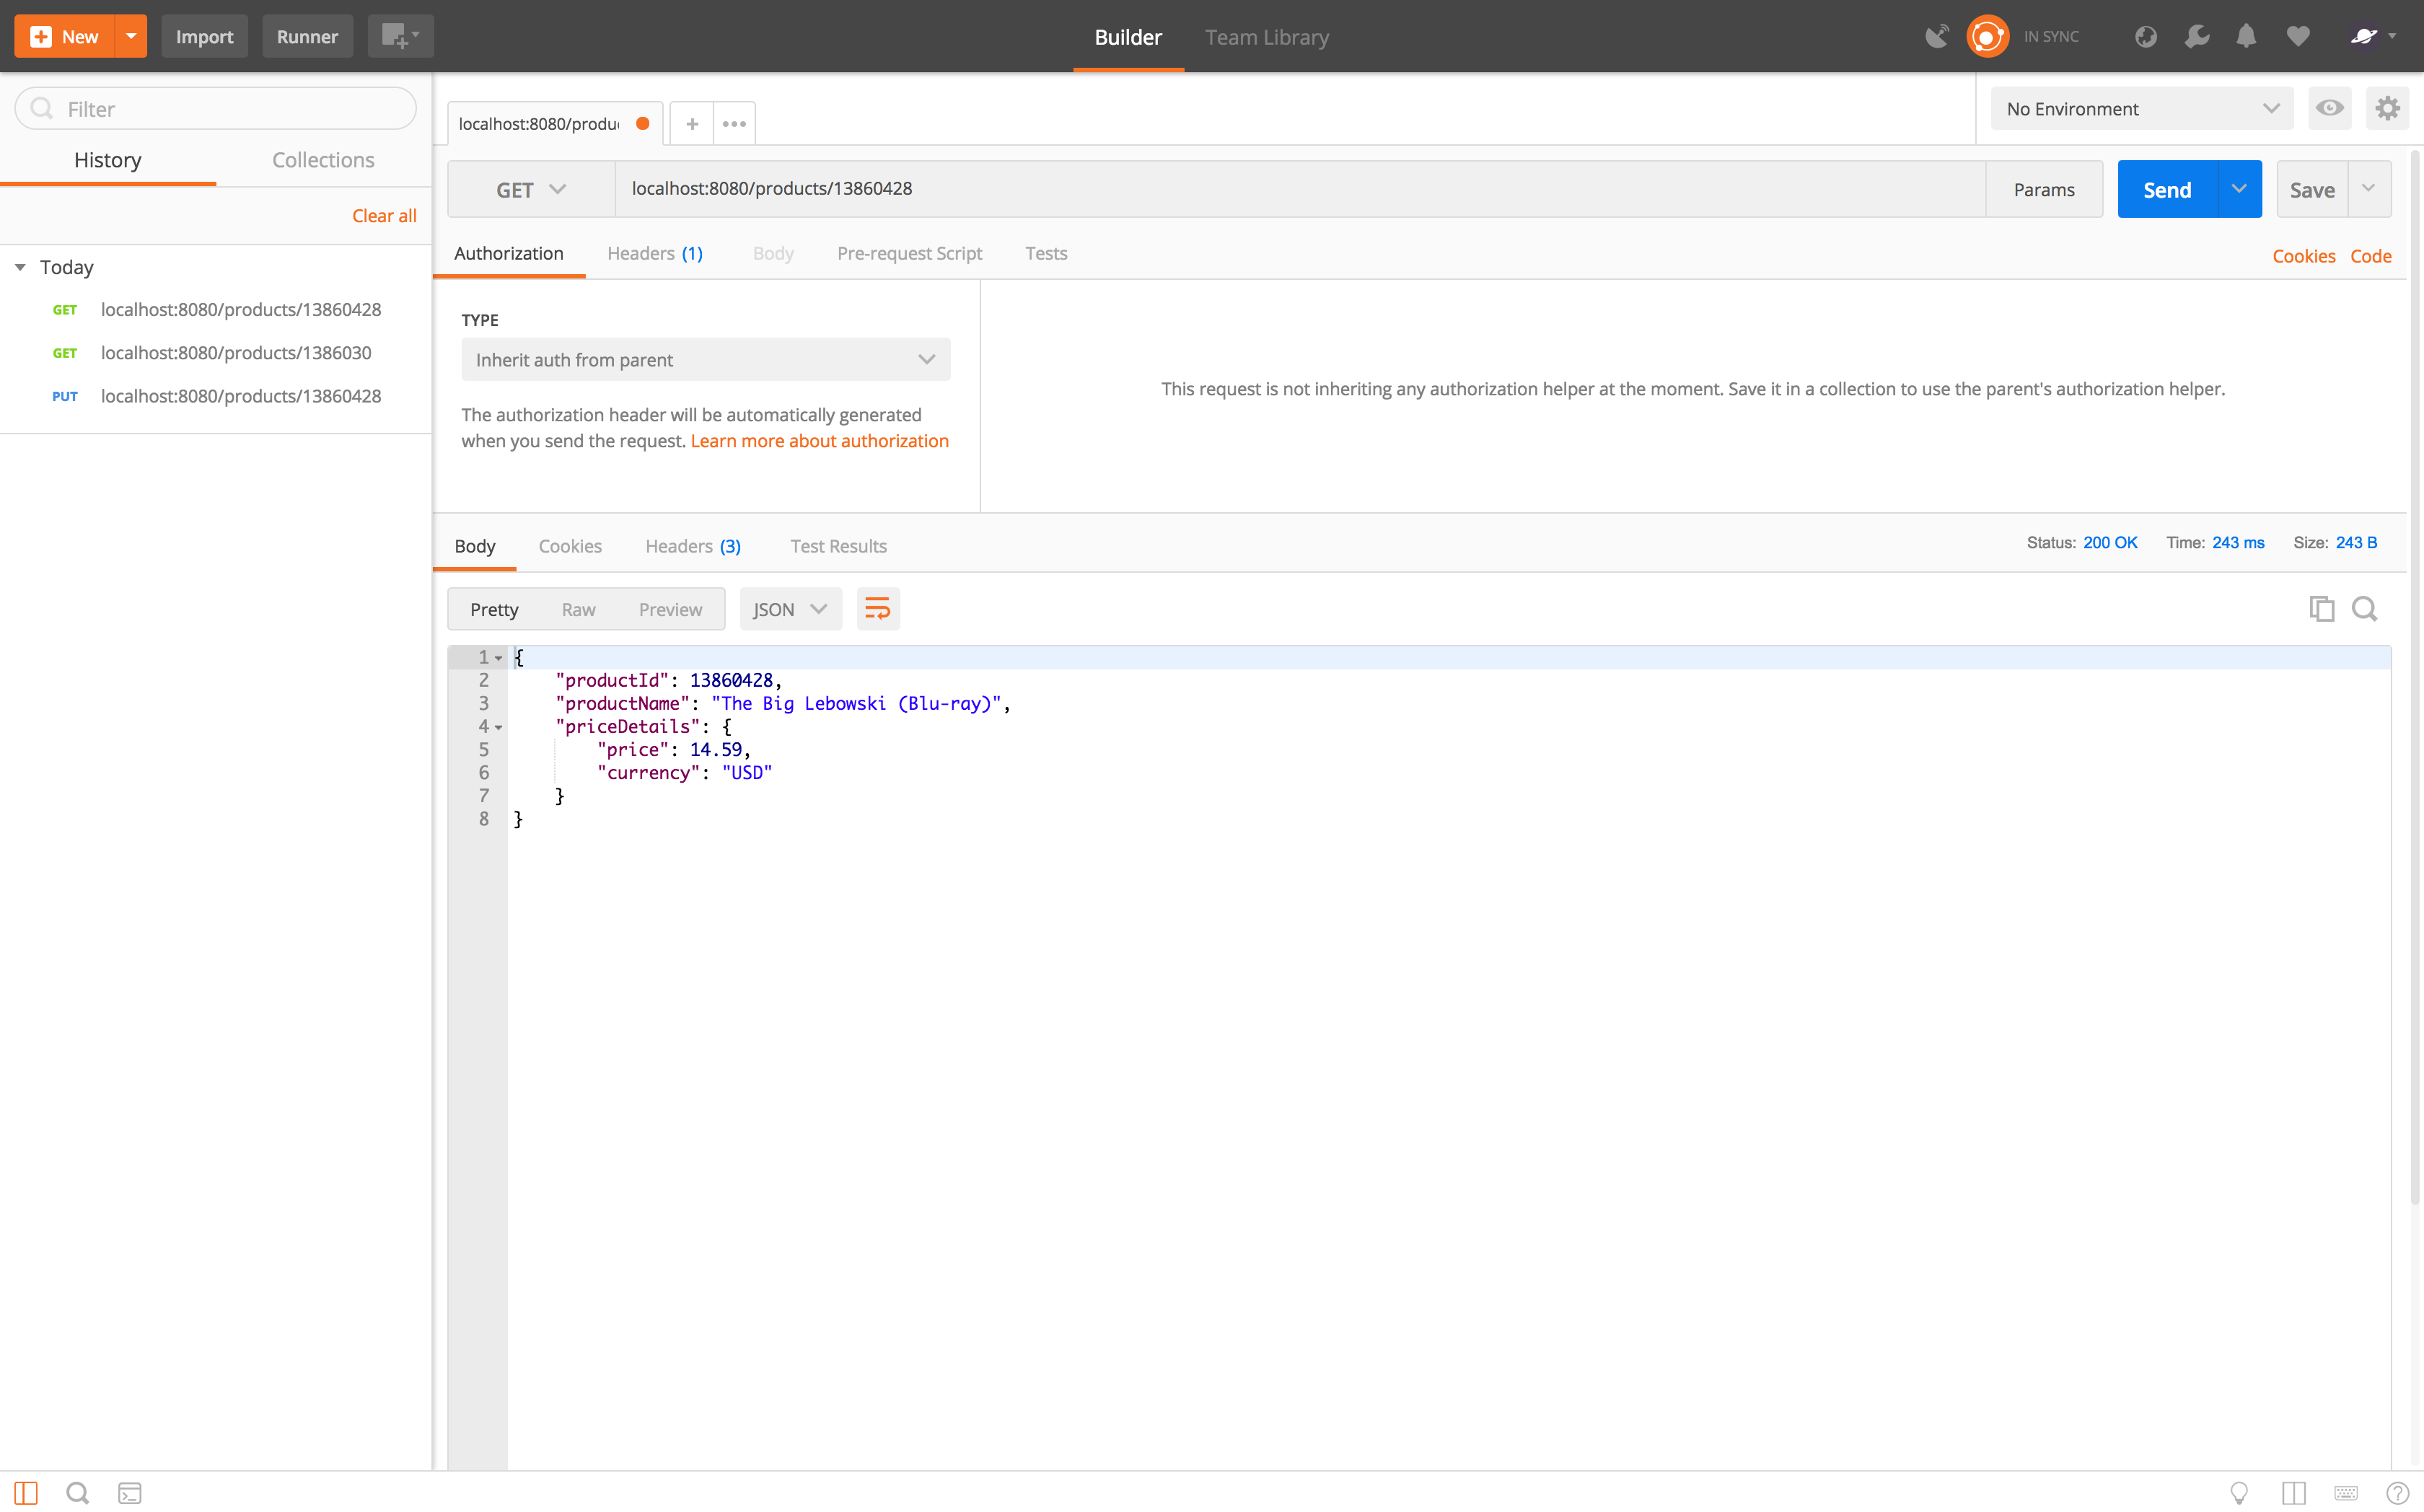 New
Import
Runner
Builder
Team Library
IN SYNC
Filter
History
Collections
Clear all
Today
GET localhost:8080/products/13860428
GET localhost:8080/products/1386030
PUT localhost:8080/products/13860428
localhost:8080/produ
No Environment
GET
localhost:8080/products/13860428
Params
Send
Save
Authorization
Headers (1)
Body
Pre-request Script
Tests
Cookies
Code
TYPE
Inherit auth from parent
The authorization header will be automatically generated
when you send the request. Learn more about authorization
This request is not inheriting any authorization helper at the moment. Save it in a collection to use the parent's authorization helper.
Body
Cookies
Headers (3)
Test Results
Status: 200 OK
Time: 243 ms
Size: 243 B
Pretty
Raw
Preview
JSON
1 {
2 "productId": 13860428,
3 "productName": "The Big Lebowski (Blu-ray)",
4 "priceDetails": {
5 "price": 14.59,
6 "currency": "USD"
7 }
8 }